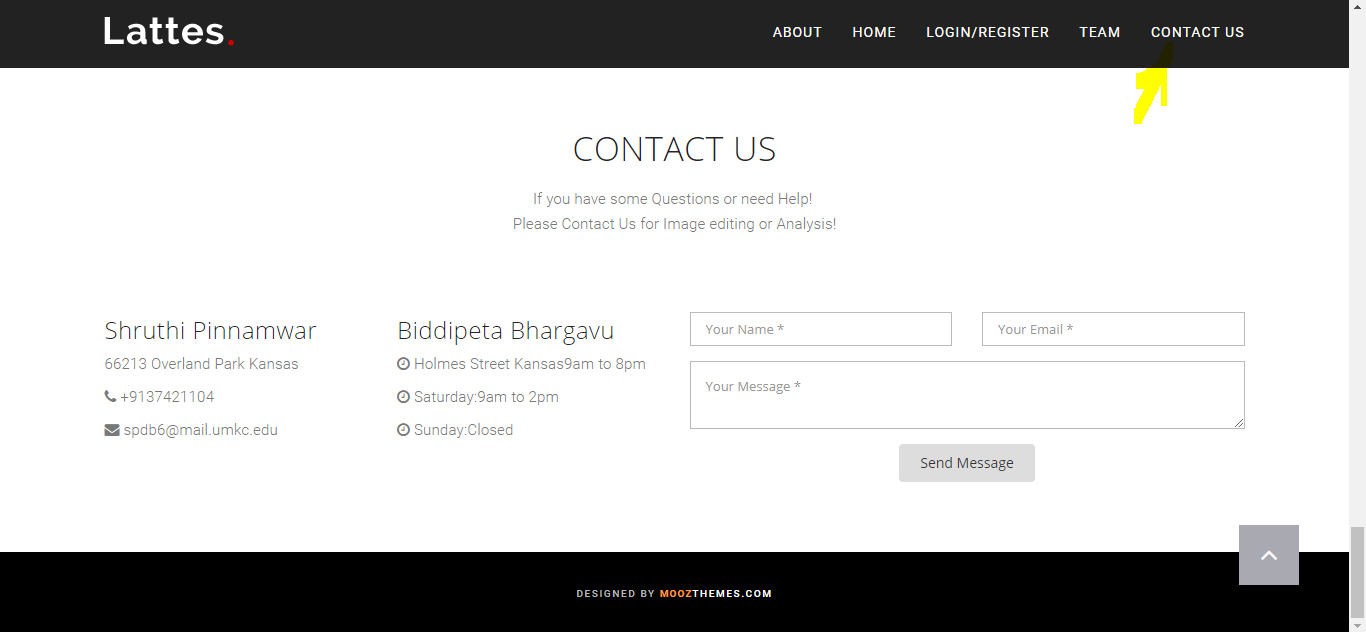 Lattes.
ABOUT HOME LOGIN/REGISTER TEAM CONTACT US
CONTACT US
If you have some Questions or need Help!
Please Contact Us for Image editing or Analysis!
Shruthi Pinnamwar
66213 Overland Park Kansas
+9137421104
spdb6@mail.umkc.edu
Biddipeta Bhargavu
Holmes Street Kansas9am to 8pm
Saturday:9am to 2pm
Sunday:Closed
Your Name *
Your Email *
Your Message *
Send Message
DESIGNED BY MOOZTHEMES.COM